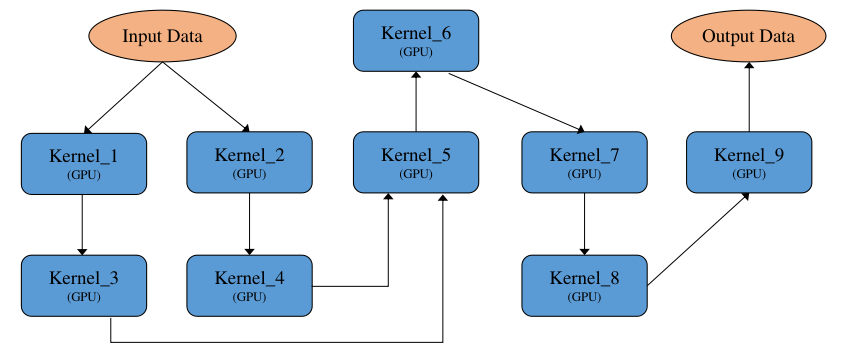 Input Data
Kernel_6
(GPU)
Output Data
Kernel_1
(GPU)
Kernel_2
(GPU)
Kernel_5
(GPU)
Kernel_7
(GPU)
Kernel_9
(GPU)
Kernel_3
(GPU)
Kernel_4
(GPU)
Kernel_8
(GPU)